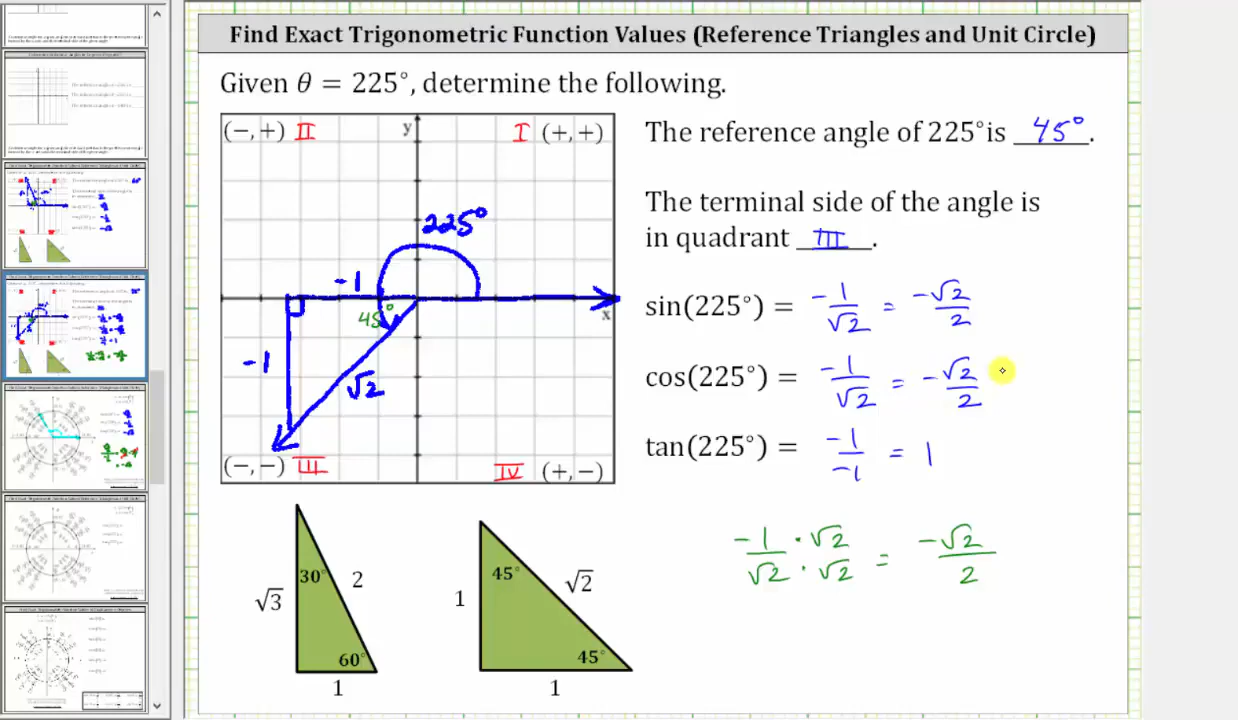 Find Exact Trigonometric Function Values (Reference Triangles and Unit Circle)
Given θ = 225°, determine the following.
(−, +) II
y
I (+, +)
225°
−1
45°
x
−1
√2
(−, −) III
IV (+, −)
The reference angle of 225° is 45°.
The terminal side of the angle is
in quadrant III.
sin(225°) = −1/√2 = −√2/2
cos(225°) = −1/√2 = −√2/2
tan(225°) = −1/−1 = 1
−1/√2 · √2/√2 = −√2/2
30°
2
√3
60°
1
45°
√2
1
45°
1